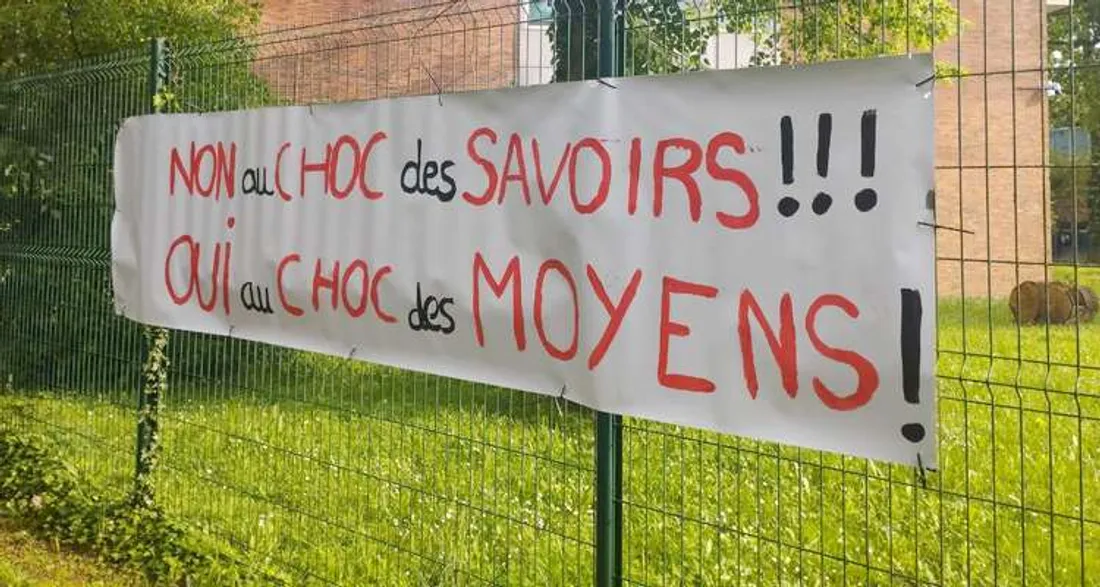 NON au CHOC des SAVOIRS !!!
OUi au CHOC des MOYENS !